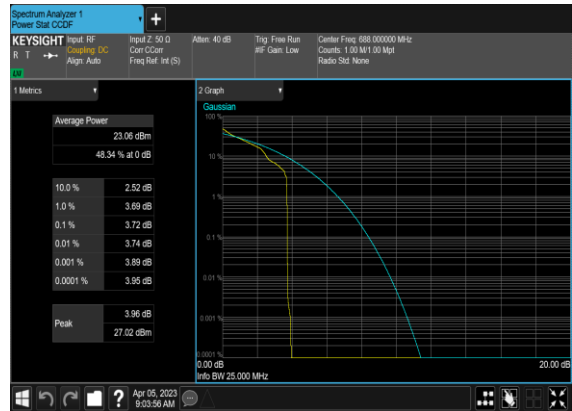 Spectrum Analyzer 1
Power Stat CCDF
KEYSIGHT
R T
LW
Input: RF
Coupling: DC
Align: Auto
Input Z: 50 Ω
Corr CCorr
Freq Ref: Int (S)
Atten: 40 dB
Trig: Free Run
#IF Gain: Low
Center Freq: 688.000000 MHz
Counts: 1.00 M/1.00 Mpt
Radio Std: None
1 Metrics
Average Power
23.06 dBm
48.34 % at 0 dB
10.0 % 2.52 dB
1.0 % 3.69 dB
0.1 % 3.72 dB
0.01 % 3.74 dB
0.001 % 3.89 dB
0.0001 % 3.95 dB
Peak
3.96 dB
27.02 dBm
2 Graph
Gaussian
100 %
10 %
1 %
0.1 %
0.01 %
0.001 %
0.0001 %
0.00 dB 20.00 dB
Info BW 25.000 MHz
? Apr 05, 2023
9:03:56 AM